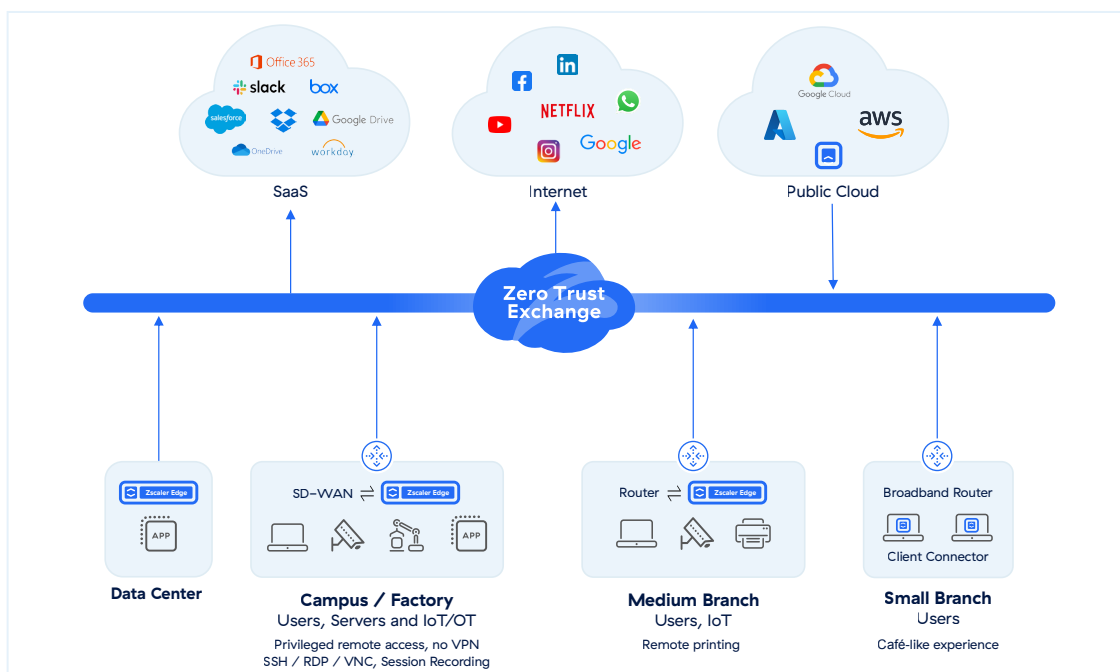 Office 365
slack
box
salesforce
Google Drive
OneDrive
workday
SaaS
in
NETFLIX
Google
Internet
Google Cloud
aws
Public Cloud
Zero Trust
Exchange
Zscaler Edge
APP
Data Center
SD-WAN
Zscaler Edge
APP
Campus / Factory
Users, Servers and IoT/OT
Privileged remote access, no VPN
SSH / RDP / VNC, Session Recording
Router
Zscaler Edge
Medium Branch
Users, IoT
Remote printing
Broadband Router
Client Connector
Small Branch
Users
Café-like experience